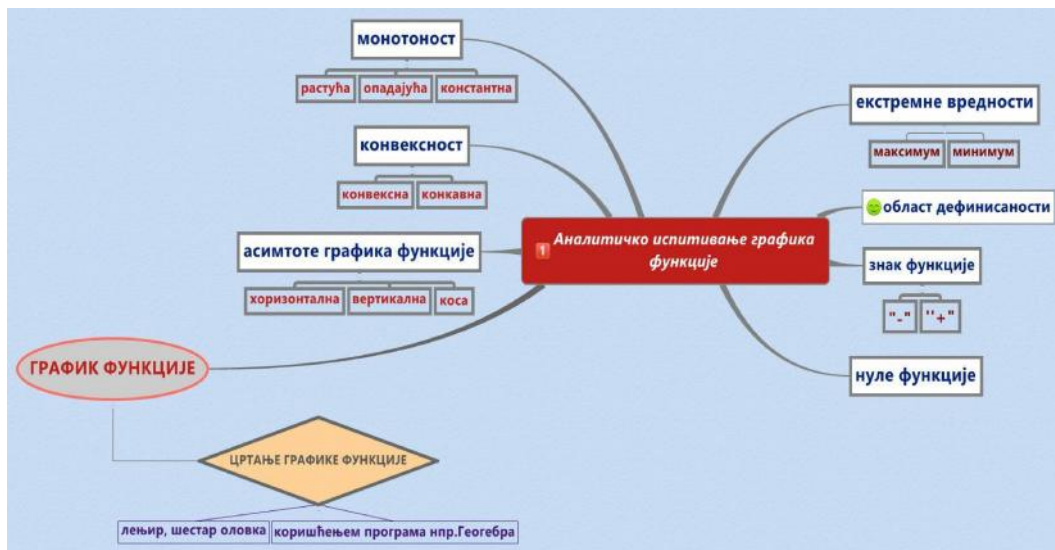 монотоност
растућа
опадајућа
константна
конвексност
конвексна
конкавна
асимтоте графика функције
хоризонтална
вертикална
коса
ГРАФИК ФУНКЦИЈЕ
ЦРТАЊЕ ГРАФИКЕ ФУНКЦИЈЕ
лењир, шестар оловка
коришћењем програма нпр.Геогебра
1
Аналитичко испитивање графика
функције
екстремне вредности
максимум
минимум
област дефинисаности
знак функције
"-"
''+"
нуле функције